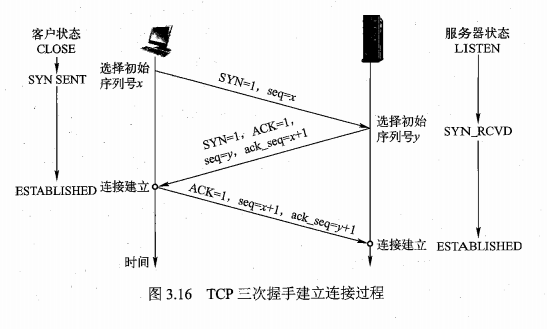 客户状态
CLOSE
服务器状态
LISTEN
SYN SENT
选择初始
序列号x
SYN=1, seq=x
选择初始
序列号y
SYN_RCVD
SYN=1, ACK=1,
seq=y, ack_seq=x+1
ESTABLISHED
连接建立
ACK=1, seq=x+1, ack_seq=y+1
连接建立
ESTABLISHED
时间
图 3.16 TCP 三次握手建立连接过程